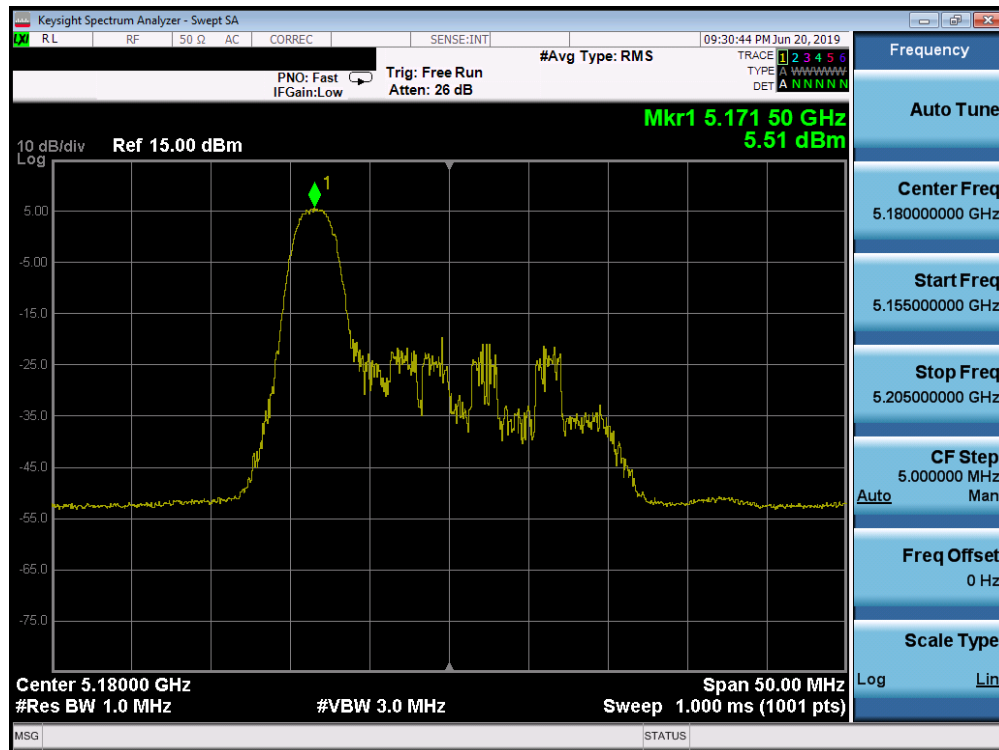 Keysight Spectrum Analyzer - Swept SA
LXI RL RF 50 Ω AC CORREC SENSE:INT 09:30:44 PM Jun 20, 2019
#Avg Type: RMS
TRACE 1 2 3 4 5 6
PNO: Fast Trig: Free Run
TYPE A WWWWW
IFGain:Low Atten: 26 dB
DET A N N N N N
Mkr1 5.171 50 GHz
5.51 dBm
10 dB/div Ref 15.00 dBm
Log
1
5.00
-5.00
-15.0
-25.0
-35.0
-45.0
-55.0
-65.0
-75.0
Center 5.18000 GHz Span 50.00 MHz
#Res BW 1.0 MHz #VBW 3.0 MHz Sweep 1.000 ms (1001 pts)
MSG STATUS
Frequency
Auto Tune
Center Freq
5.180000000 GHz
Start Freq
5.155000000 GHz
Stop Freq
5.205000000 GHz
CF Step
5.000000 MHz
Auto Man
Freq Offset
0 Hz
Scale Type
Log Lin